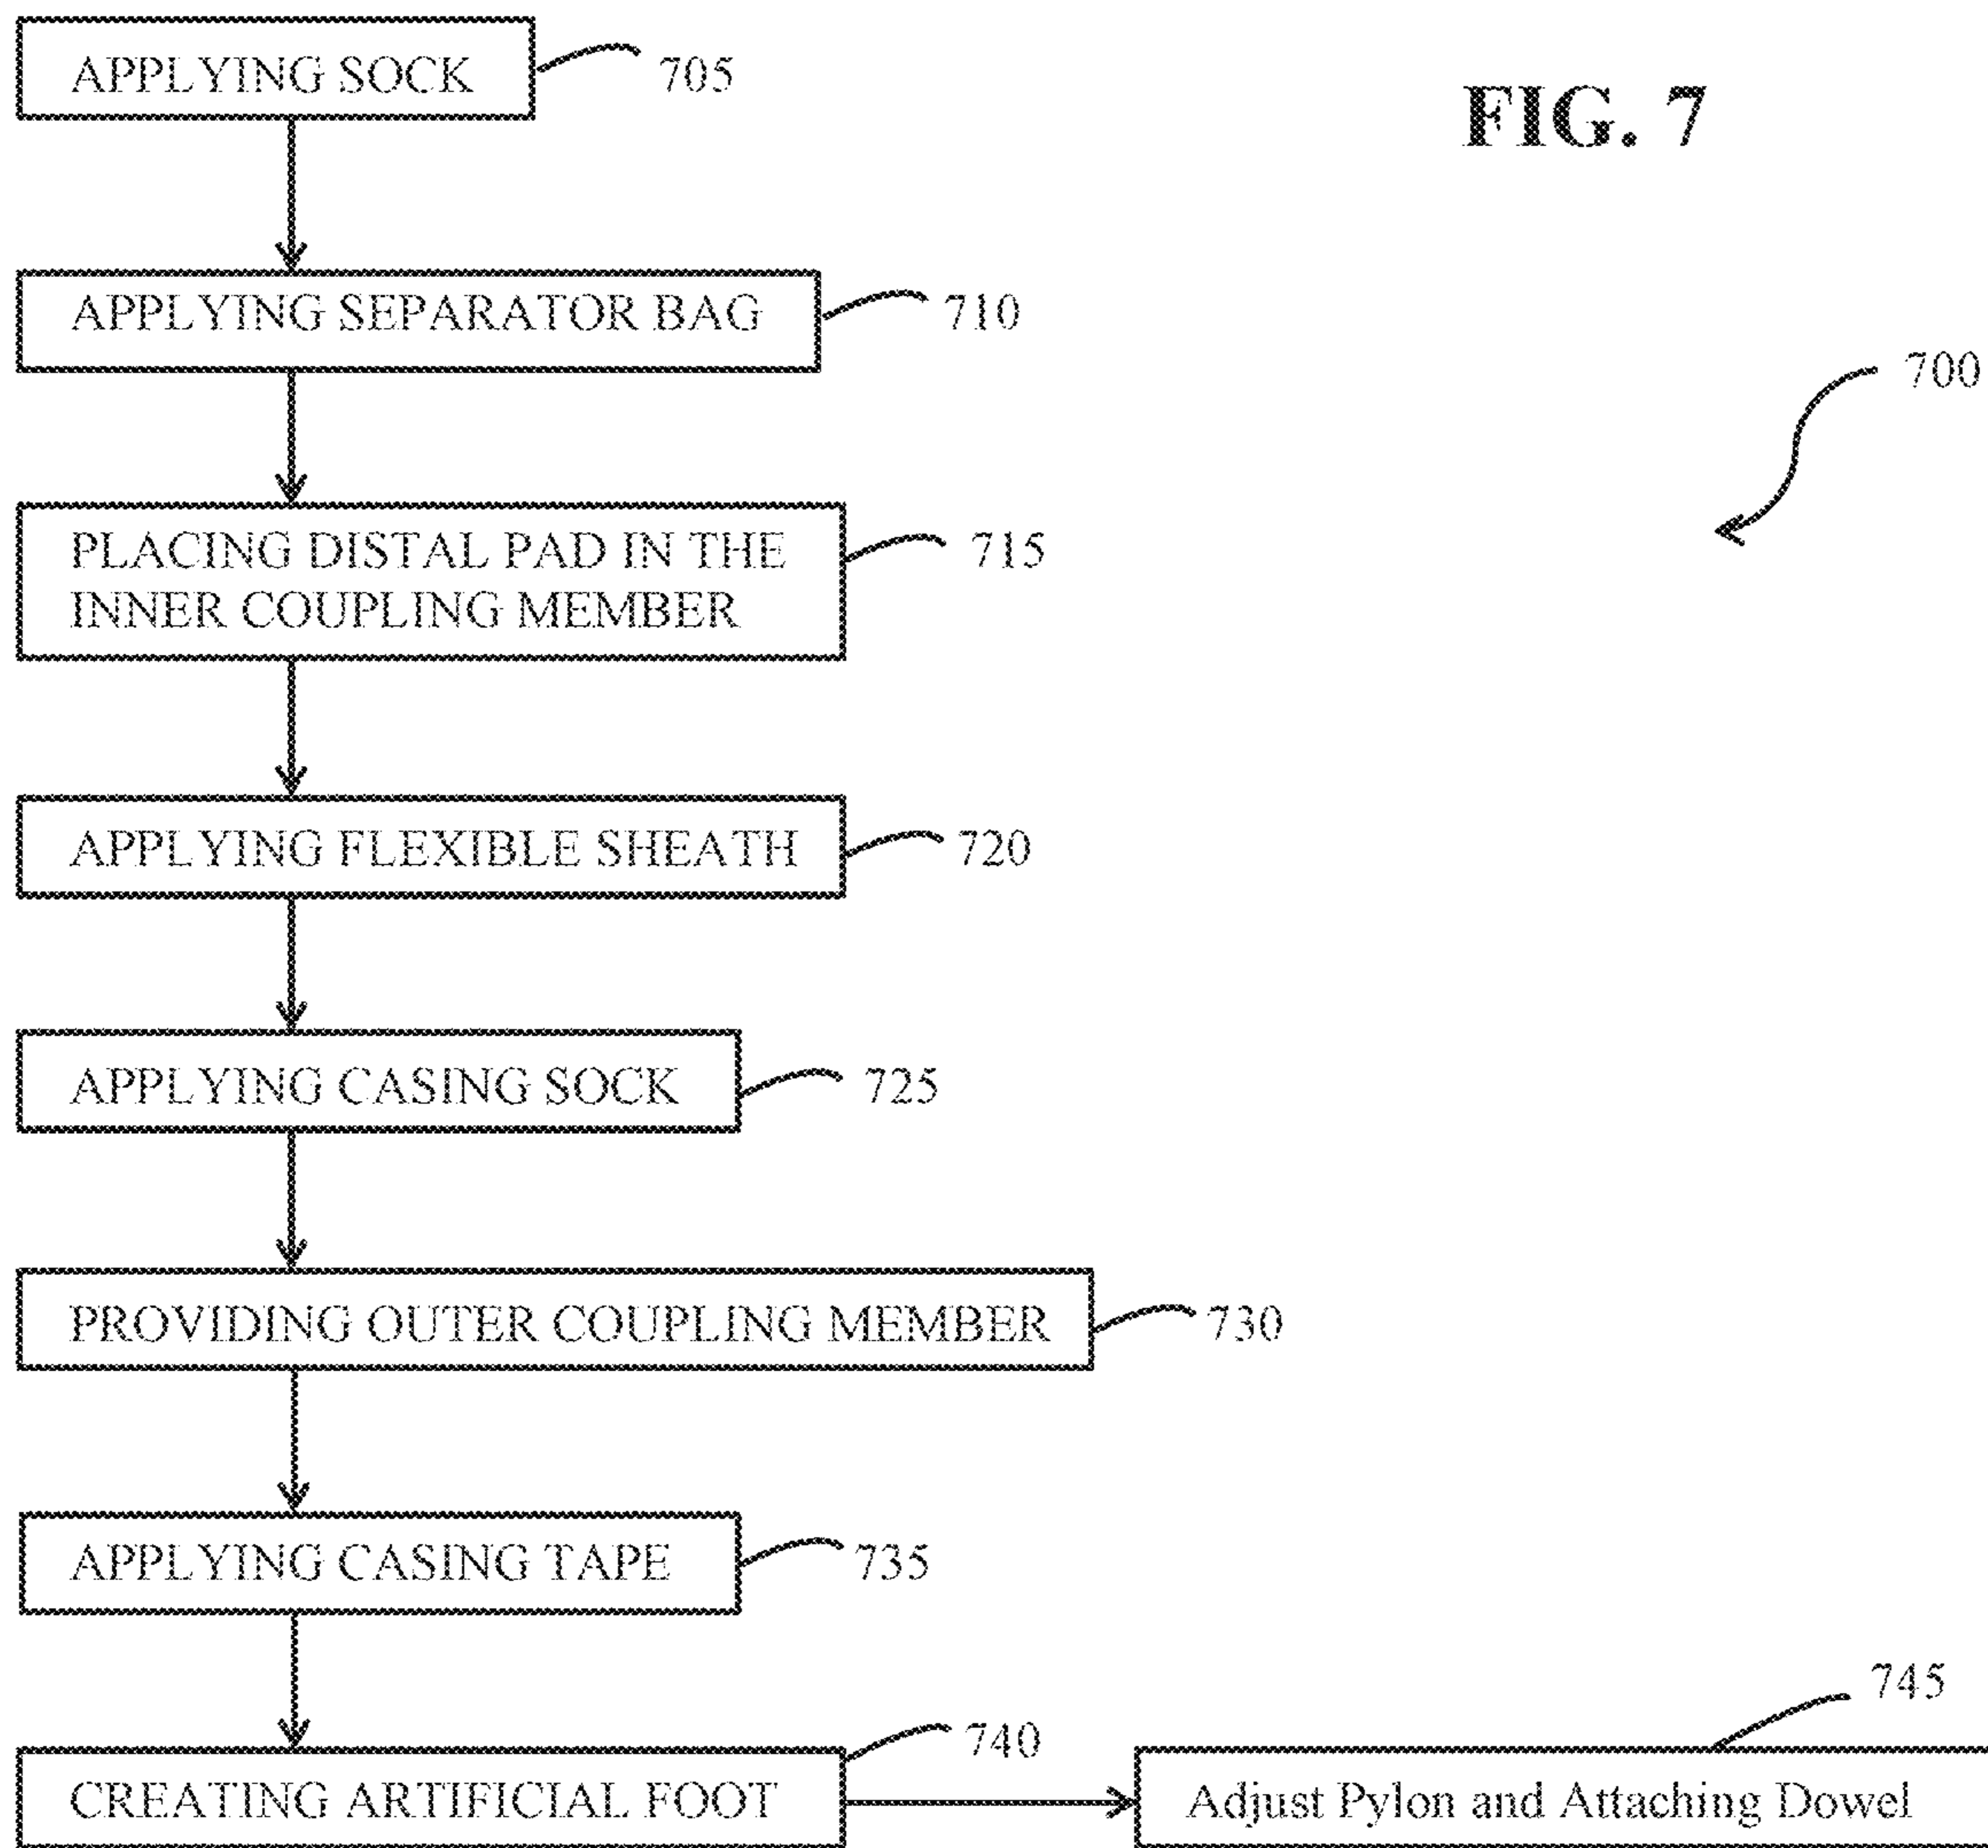 APPLYING SOCK
705
FIG. 7
APPLYING SEPARATOR BAG
710
700
PLACING DISTAL PAD IN THE
INNER COUPLING MEMBER
715
APPLYING FLEXIBLE SHEATH
720
APPLYING CASING SOCK
725
PROVIDING OUTER COUPLING MEMBER
730
APPLYING CASING TAPE
735
CREATING ARTIFICIAL FOOT
740
745
Adjust Pylon and Attaching Dowel